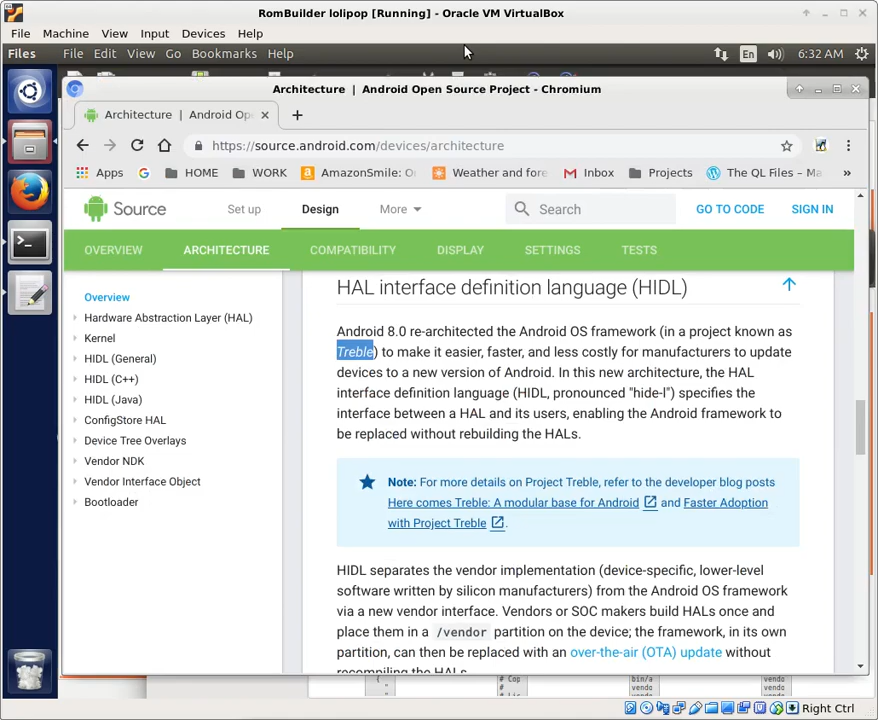 RomBuilder lolipop [Running] - Oracle VM VirtualBox
File Machine View Input Devices Help
Files File Edit View Go Bookmarks Help En 6:32 AM
Architecture | Android Open Source Project - Chromium
Architecture | Android Op
https://source.android.com/devices/architecture
Apps HOME WORK AmazonSmile: O Weather and fore Inbox Projects The QL Files – Ma »
Source Set up Design More Search GO TO CODE SIGN IN
OVERVIEW ARCHITECTURE COMPATIBILITY DISPLAY SETTINGS TESTS
Overview
Hardware Abstraction Layer (HAL)
Kernel
HIDL (General)
HIDL (C++)
HIDL (Java)
ConfigStore HAL
Device Tree Overlays
Vendor NDK
Vendor Interface Object
Bootloader
HAL interface definition language (HIDL)
Android 8.0 re-architected the Android OS framework (in a project known as
Treble) to make it easier, faster, and less costly for manufacturers to update
devices to a new version of Android. In this new architecture, the HAL
interface definition language (HIDL, pronounced "hide-l") specifies the
interface between a HAL and its users, enabling the Android framework to
be replaced without rebuilding the HALs.
Note: For more details on Project Treble, refer to the developer blog posts
Here comes Treble: A modular base for Android and Faster Adoption
with Project Treble.
HIDL separates the vendor implementation (device-specific, lower-level
software written by silicon manufacturers) from the Android OS framework
via a new vendor interface. Vendors or SOC makers build HALs once and
place them in a /vendor partition on the device; the framework, in its own
partition, can then be replaced with an over-the-air (OTA) update without
recompiling the HALs.
{ # Cop bin/a vendo
" # vendo vendo
Right Ctrl